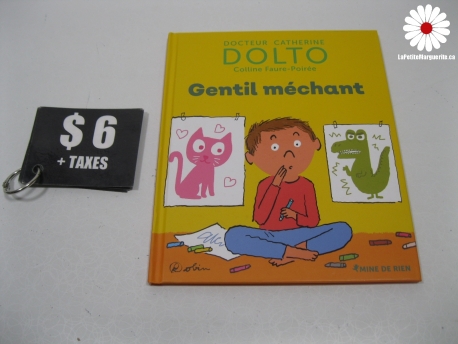 LaPetiteMarguerite.ca
DOCTEUR CATHERINE
DOLTO
Colline Faure-Poirée
Gentil méchant
$ 6
+ TAXES
Robin
MINE DE RIEN